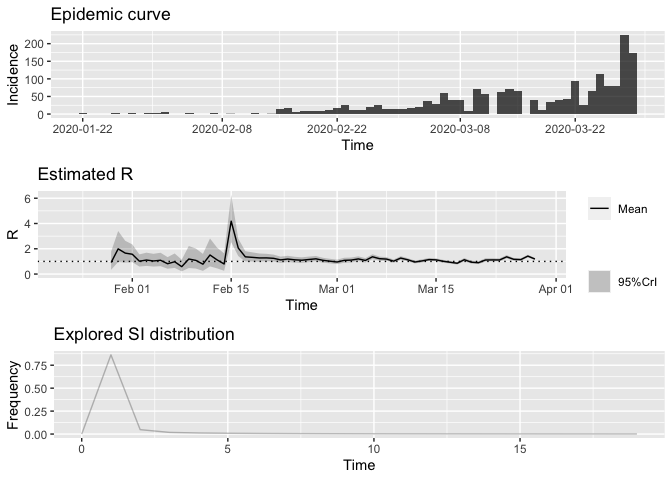 Epidemic curve
Incidence
200
150
100
50
0
2020-01-22 2020-02-08 2020-02-22 2020-03-08 2020-03-22
Time
Estimated R
R
6
4
2
0
Feb 01 Feb 15 Mar 01 Mar 15 Apr 01
Time
Mean
95%CrI
Explored SI distribution
Frequency
0.75
0.50
0.25
0.00
0 5 10 15
Time